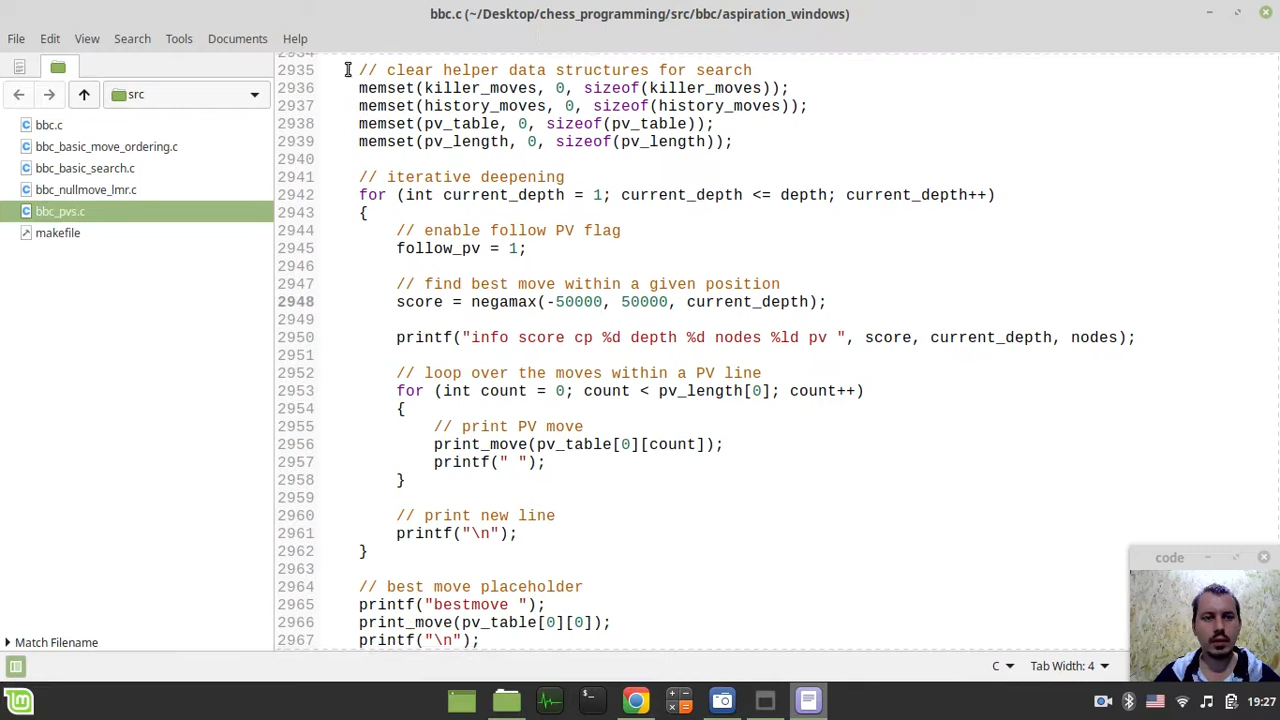 bbc.c (~/Desktop/chess_programming/src/bbc/aspiration_windows)
File Edit View Search Tools Documents Help
src
bbc.c
bbc_basic_move_ordering.c
bbc_basic_search.c
bbc_nullmove_lmr.c
bbc_pvs.c
makefile
Match Filename
2934
2935 // clear helper data structures for search
2936 memset(killer_moves, 0, sizeof(killer_moves));
2937 memset(history_moves, 0, sizeof(history_moves));
2938 memset(pv_table, 0, sizeof(pv_table));
2939 memset(pv_length, 0, sizeof(pv_length));
2940
2941 // iterative deepening
2942 for (int current_depth = 1; current_depth <= depth; current_depth++)
2943 {
2944 // enable follow PV flag
2945 follow_pv = 1;
2946
2947 // find best move within a given position
2948 score = negamax(-50000, 50000, current_depth);
2949
2950 printf("info score cp %d depth %d nodes %ld pv ", score, current_depth, nodes);
2951
2952 // loop over the moves within a PV line
2953 for (int count = 0; count < pv_length[0]; count++)
2954 {
2955 // print PV move
2956 print_move(pv_table[0][count]);
2957 printf(" ");
2958 }
2959
2960 // print new line
2961 printf("\n");
2962 }
2963
2964 // best move placeholder
2965 printf("bestmove ");
2966 print_move(pv_table[0][0]);
2967 printf("\n");
code
C Tab Width: 4
19:27